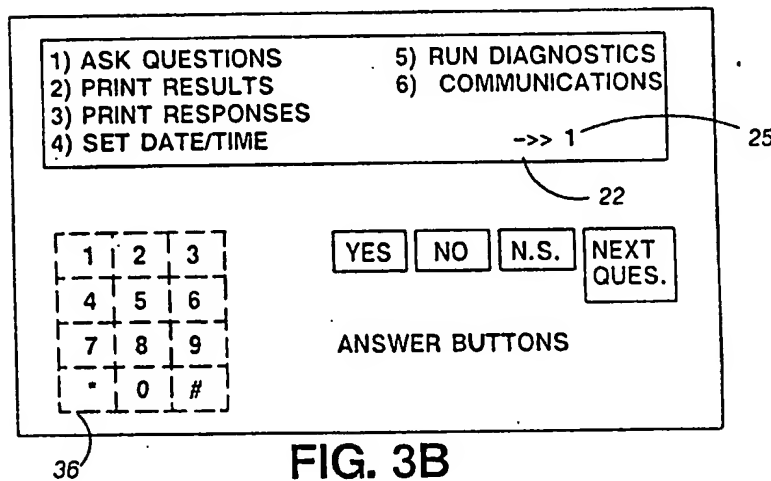 1) ASK QUESTIONS 5) RUN DIAGNOSTICS
2) PRINT RESULTS 6) COMMUNICATIONS
3) PRINT RESPONSES
4) SET DATE/TIME ->> 1
25
22
1 2 3
4 5 6
7 8 9
* 0 #
YES NO N.S. NEXT QUES.
ANSWER BUTTONS
36
FIG. 3B